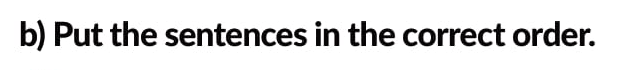 b) Put the sentences in the correct order.